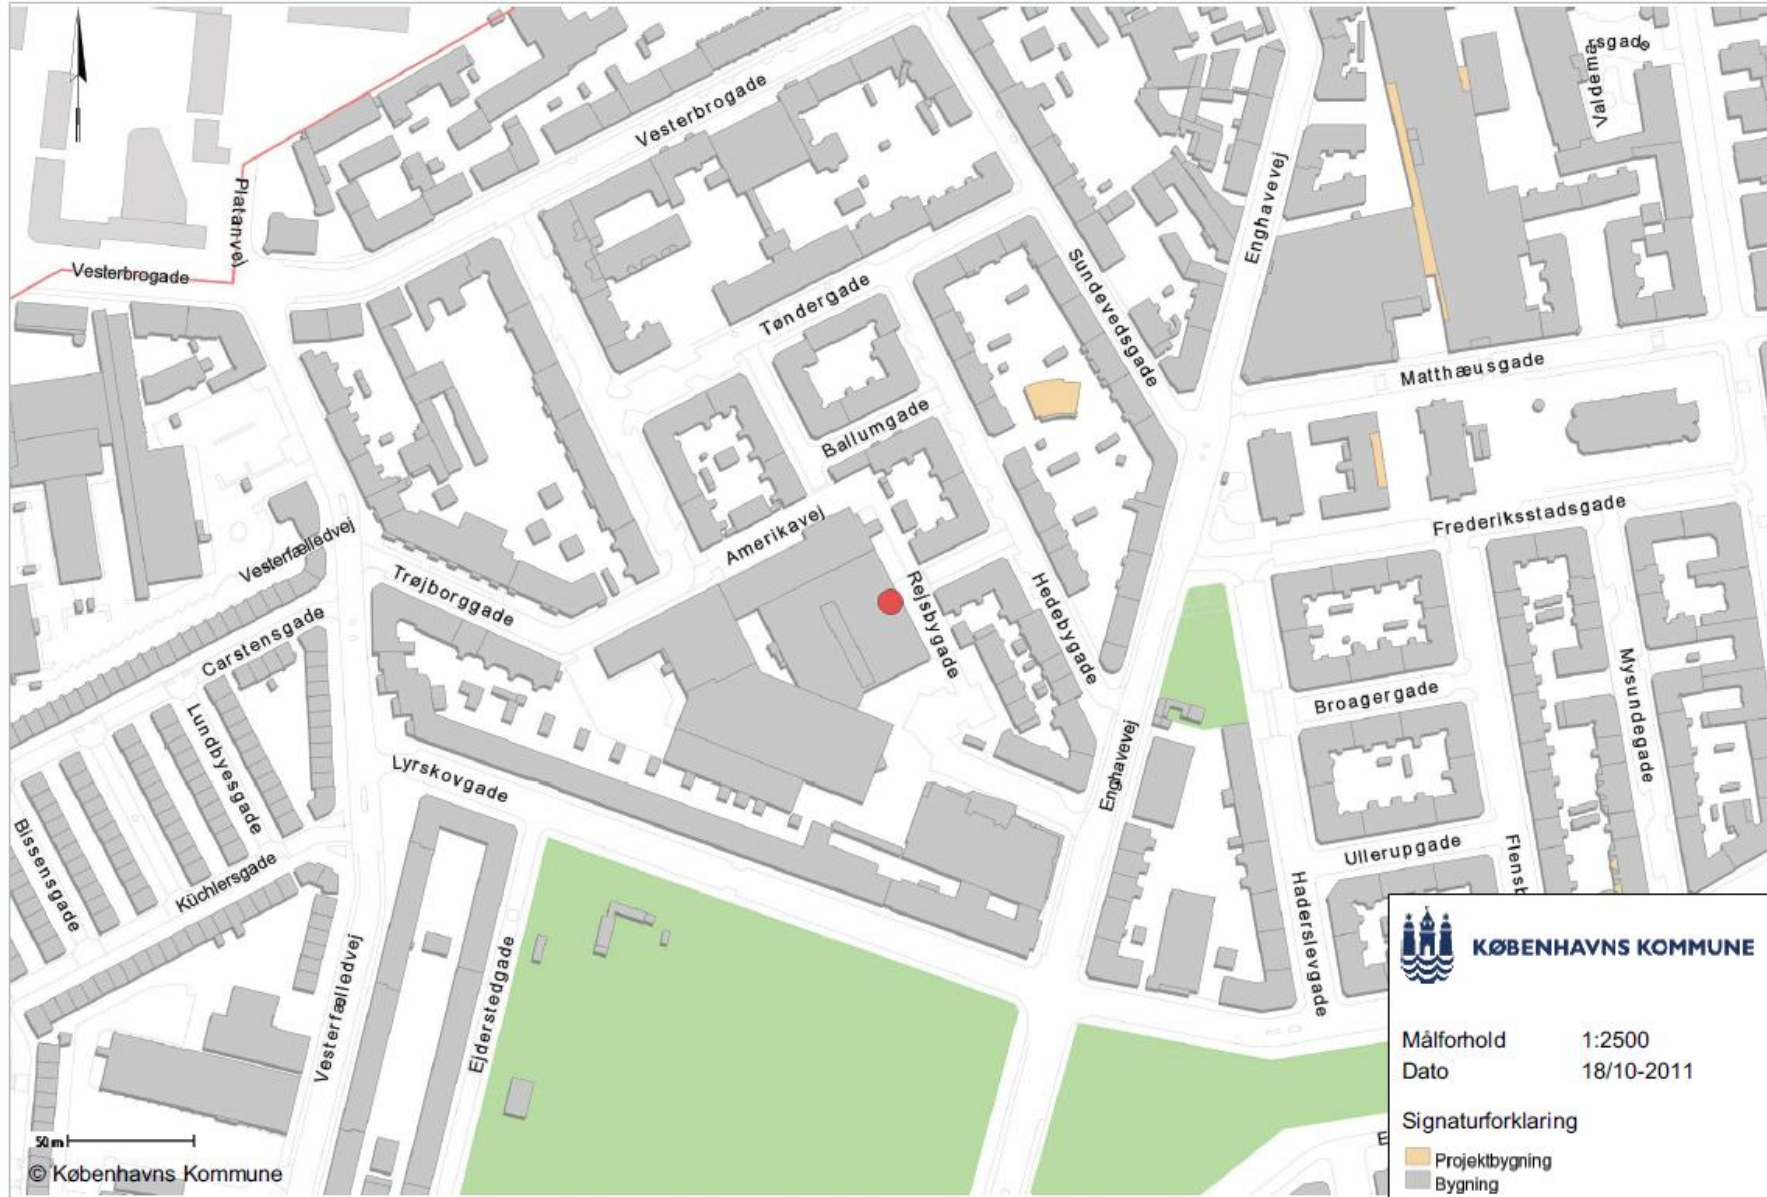 Vesterbrogade
Valdemarsgade
Platanvej
Enghavevej
Vesterbrogade
Tøndergade
Sundevedsgade
Matthæusgade
Ballumgade
Amerikavej
Frederiksstadsgade
Vesterfælledvej
Trøjborggade
Rejsbygade
Hedebygade
Carstensgade
Lundbyesgade
Broagergade
Mysundegade
Enghavevej
Lyrskovgade
Bissensgade
Küchlersgade
Ullerupgade
Flensb
Haderslevgade
Vesterfælledvej
Ejderstedgade
KØBENHAVNS KOMMUNE
Målforhold 1:2500
Dato 18/10-2011
Signaturforklaring
E
Projektbygning
Bygning
50 m
© Københavns Kommune